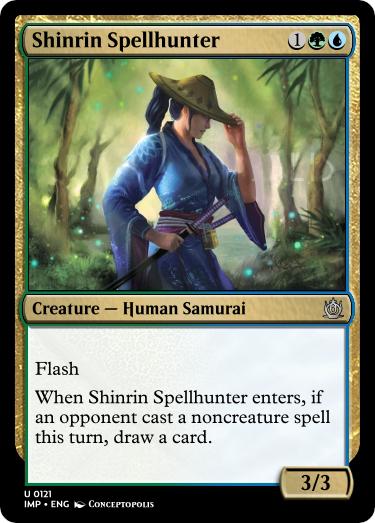 Shinrin Spellhunter 1
Creature — Human Samurai
Flash
When Shinrin Spellhunter enters, if
an opponent cast a noncreature spell
this turn, draw a card.
3/3
U 0121
IMP • ENG Conceptopolis